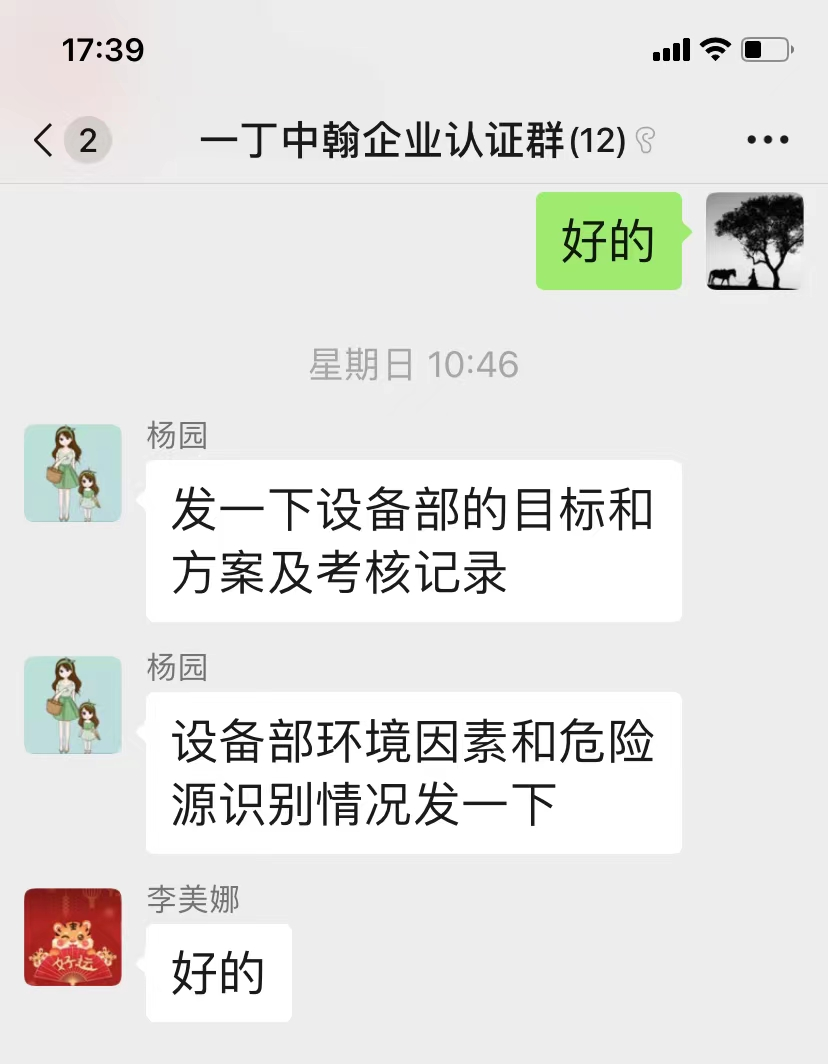 17:39
2
一丁中翰企业认证群(12)
好的
星期日 10:46
杨园
发一下设备部的目标和
方案及考核记录
杨园
设备部环境因素和危险
源识别情况发一下
李美娜
好运
好的